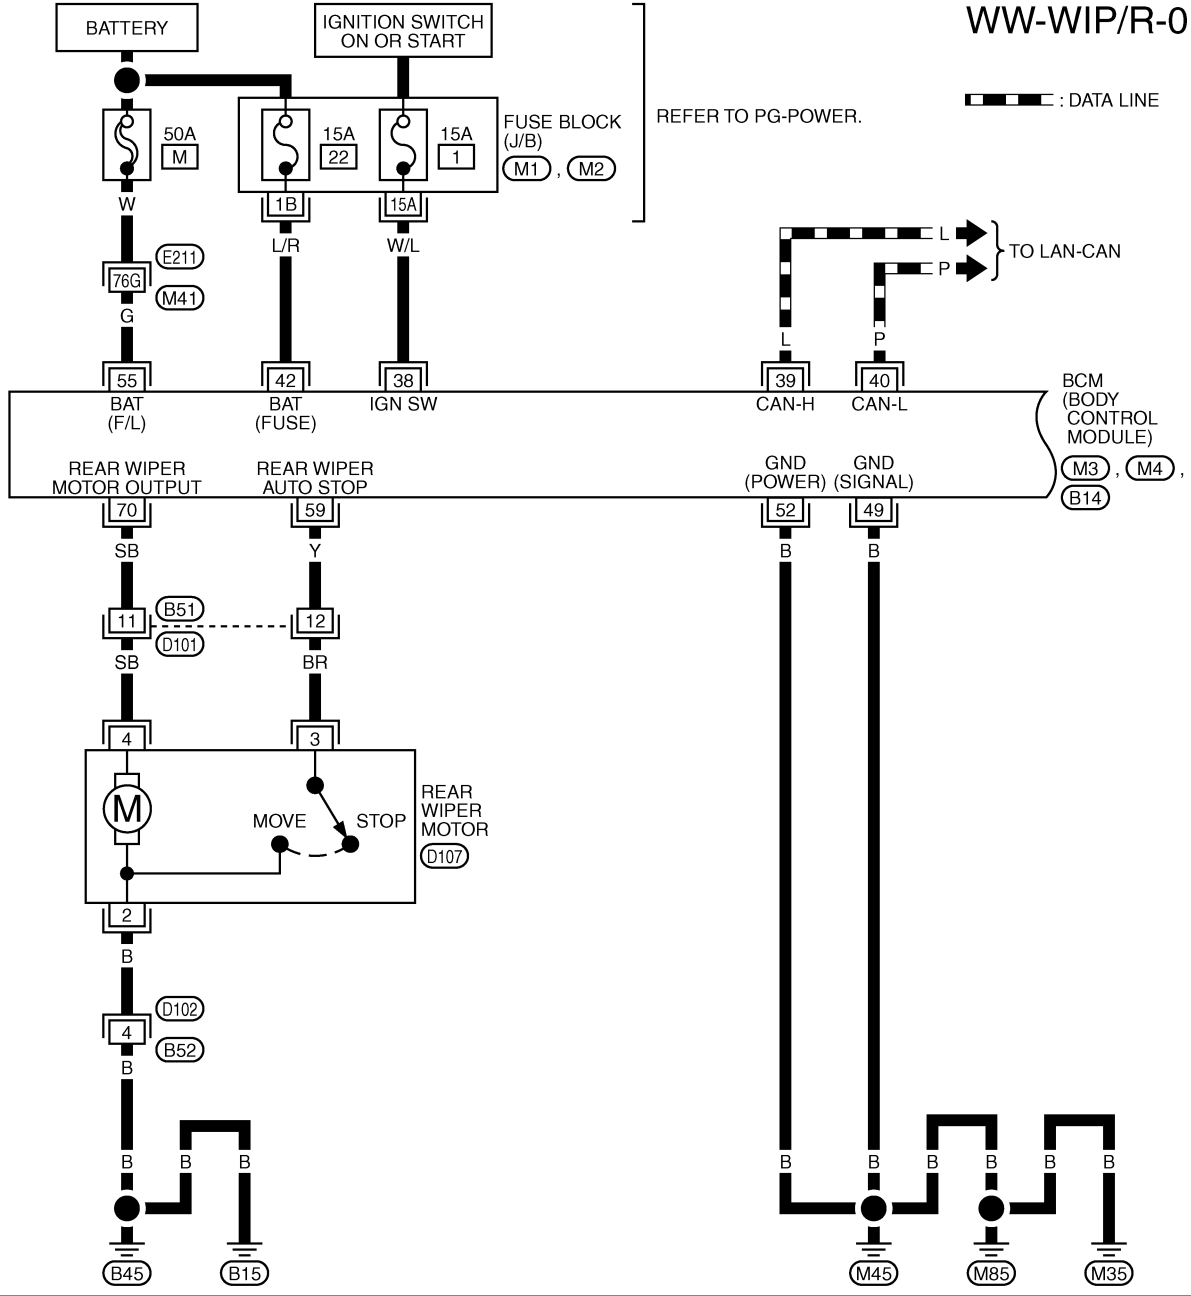 WW-WIP/R-0
BATTERY
IGNITION SWITCH
ON OR START
: DATA LINE
REFER TO PG-POWER.
50A
M
15A
22
15A
1
FUSE BLOCK
(J/B)
M1 , M2
W
1B
15A
L/R
W/L
E211
76G
M41
G
L
P
TO LAN-CAN
L
P
55
42
38
39
40
BAT
(F/L)
BAT
(FUSE)
IGN SW
CAN-H
CAN-L
BCM
(BODY
CONTROL
MODULE)
M3 , M4 ,
B14
REAR WIPER
MOTOR OUTPUT
REAR WIPER
AUTO STOP
GND
(POWER)
GND
(SIGNAL)
70
59
52
49
SB
Y
B
B
11
B51
D101
12
SB
BR
4
3
M
MOVE
STOP
REAR
WIPER
MOTOR
D107
2
B
D102
4
B52
B
B
B
B
B
B
B
B
B
B
B45
B15
M45
M85
M35